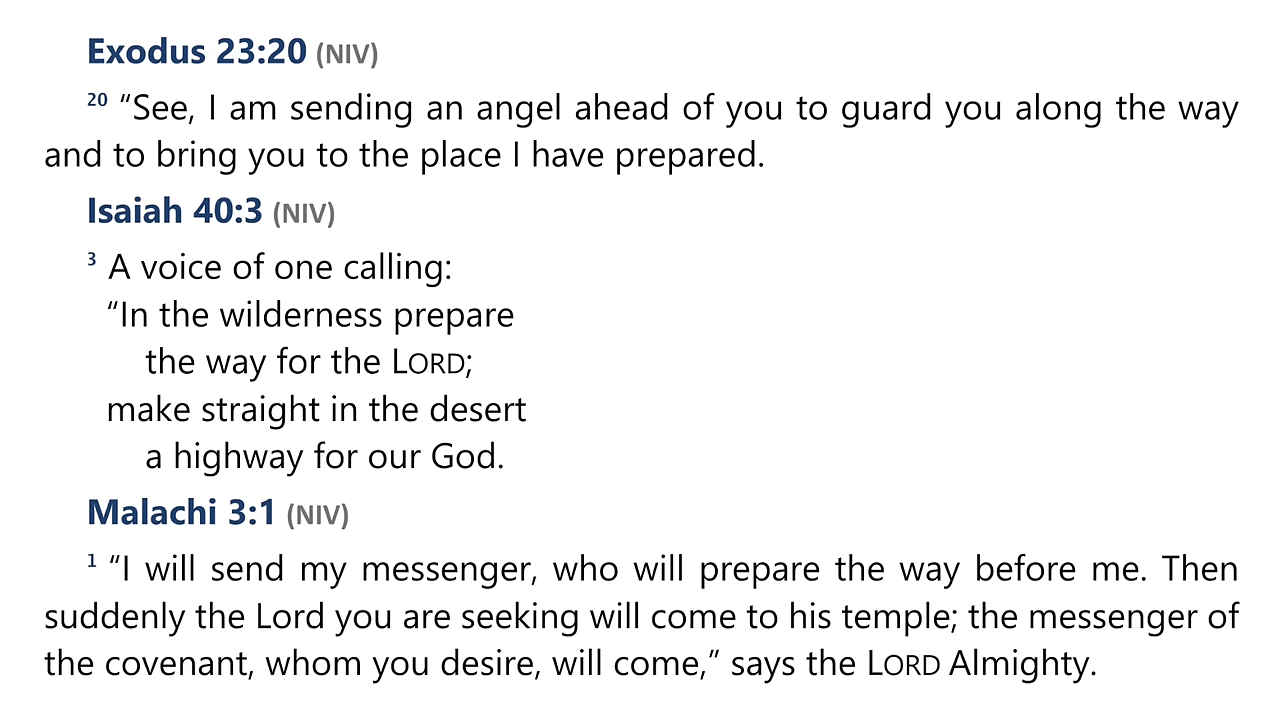 Exodus 23:20 (NIV)
20 “See, I am sending an angel ahead of you to guard you along the way
and to bring you to the place I have prepared.
Isaiah 40:3 (NIV)
3 A voice of one calling:
“In the wilderness prepare
the way for the LORD;
make straight in the desert
a highway for our God.
Malachi 3:1 (NIV)
1 “I will send my messenger, who will prepare the way before me. Then
suddenly the Lord you are seeking will come to his temple; the messenger of
the covenant, whom you desire, will come,” says the LORD Almighty.